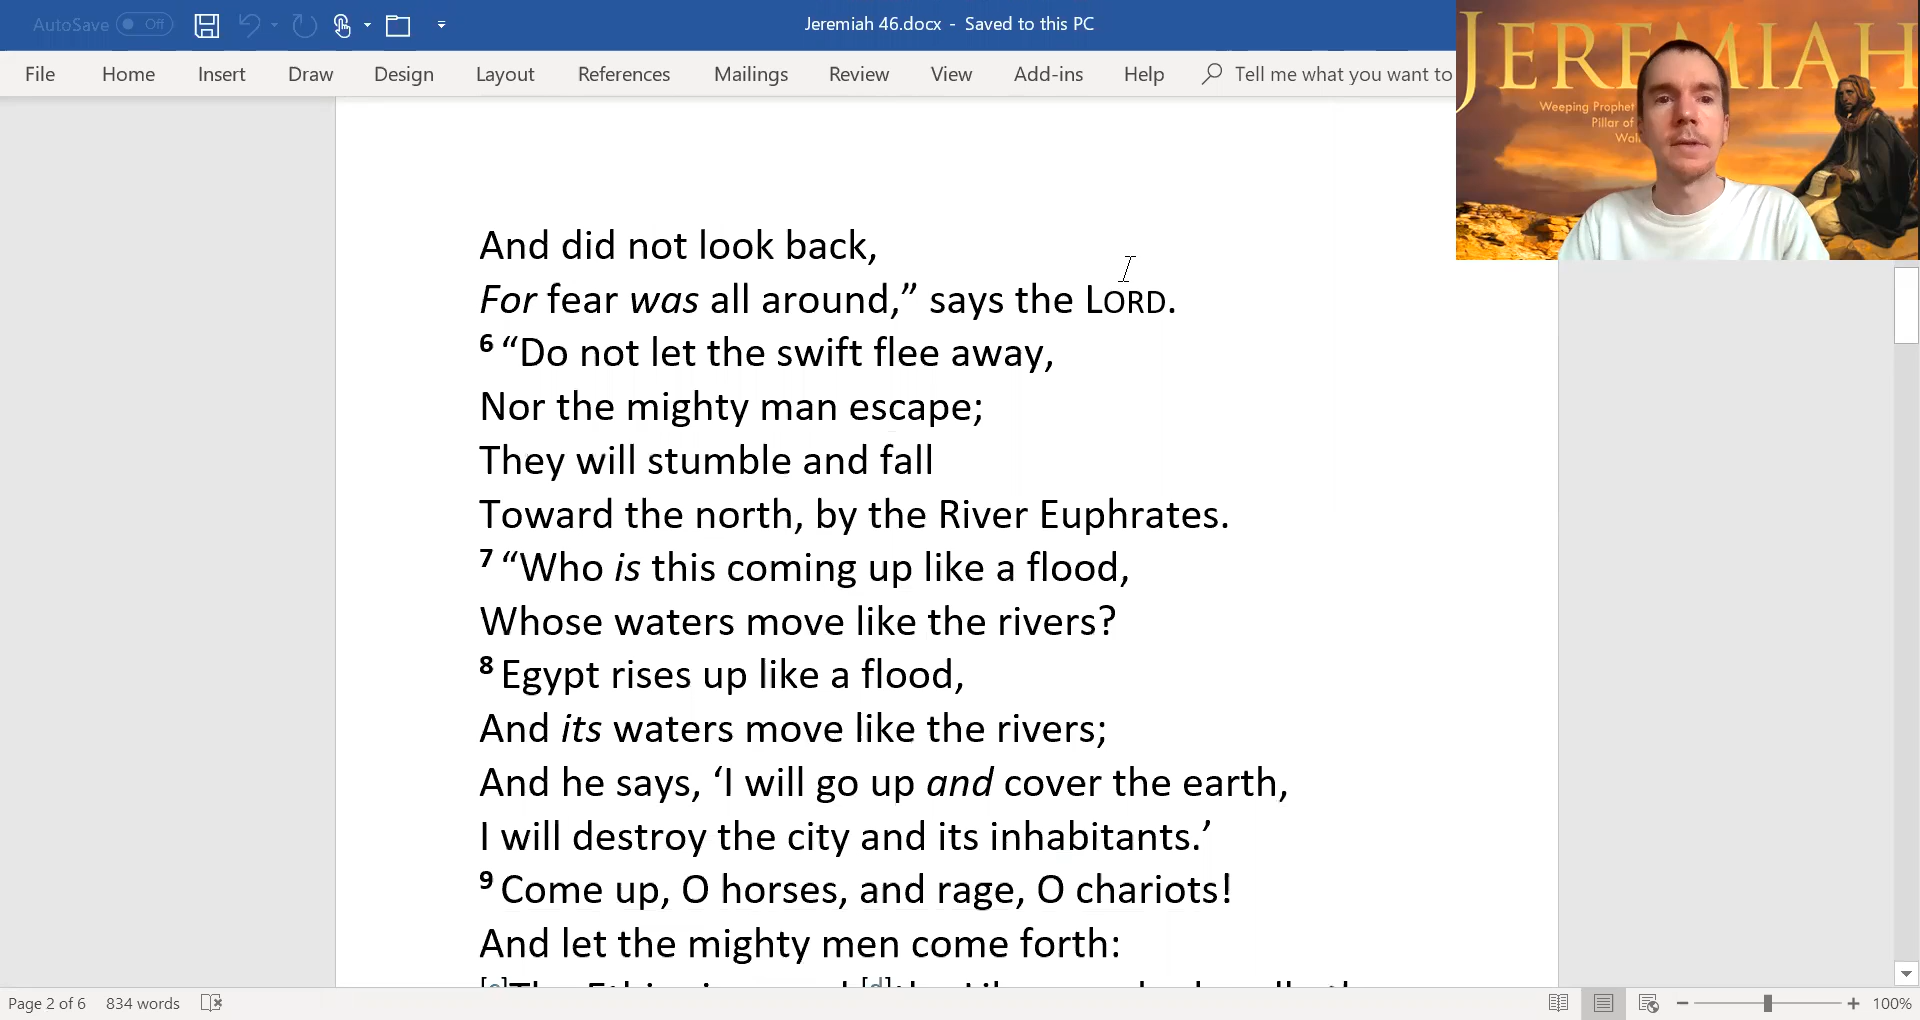 AutoSave Off
Jeremiah 46.docx - Saved to this PC
File Home Insert Draw Design Layout References Mailings Review View Add-ins Help Tell me what you want to
JEREMIAH
Weeping Prophet
Pillar of
Wall
And did not look back,
For fear was all around,” says the LORD.
6 “Do not let the swift flee away,
Nor the mighty man escape;
They will stumble and fall
Toward the north, by the River Euphrates.
7 “Who is this coming up like a flood,
Whose waters move like the rivers?
8 Egypt rises up like a flood,
And its waters move like the rivers;
And he says, ‘I will go up and cover the earth,
I will destroy the city and its inhabitants.’
9 Come up, O horses, and rage, O chariots!
And let the mighty men come forth:
Page 2 of 6 834 words 100%